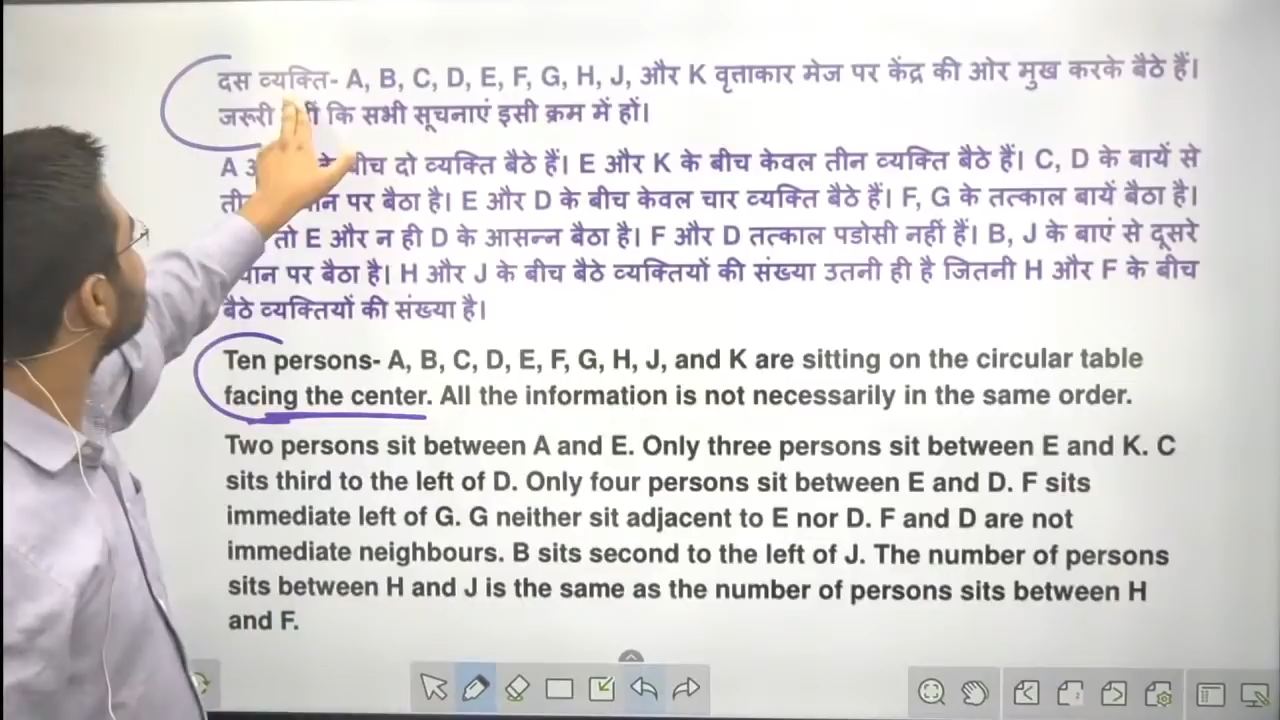 दस व्यक्ति- A, B, C, D, E, F, G, H, J, और K वृत्ताकार मेज पर केंद्र की ओर मुख करके बैठे हैं।
जरूरी कि सभी सूचनाएं इसी क्रम में हों।
A बीच दो व्यक्ति बैठे हैं। E और K के बीच केवल तीन व्यक्ति बैठे हैं। C, D के बायें से
पर बैठा है। E और D के बीच केवल चार व्यक्ति बैठे हैं। F, G के तत्काल बायें बैठा है।
तो E और न ही D के आसन्न बैठा है। F और D तत्काल पडोसी नहीं हैं। B, J के बाएं से दूसरे
पर बैठा है। H और J के बीच बैठे व्यक्तियों की संख्या उतनी ही है जितनी H और F के बीच
बैठे व्यक्तियों की संख्या है।
Ten persons- A, B, C, D, E, F, G, H, J, and K are sitting on the circular table
facing the center. All the information is not necessarily in the same order.
Two persons sit between A and E. Only three persons sit between E and K. C
sits third to the left of D. Only four persons sit between E and D. F sits
immediate left of G. G neither sit adjacent to E nor D. F and D are not
immediate neighbours. B sits second to the left of J. The number of persons
sits between H and J is the same as the number of persons sits between H
and F.